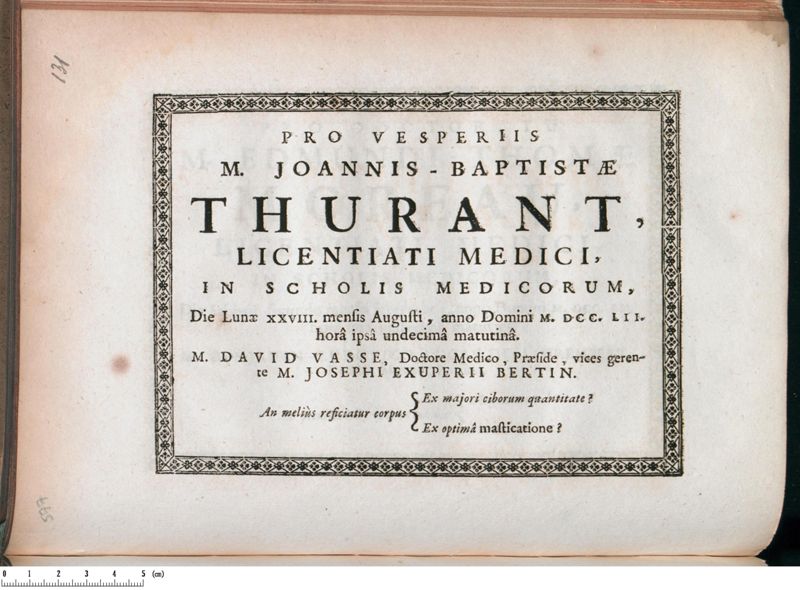 131
PRO VESPERIIS
M. JOANNIS-BAPTISTÆ
THURANT,
LICENTIATI MEDICI,
IN SCHOLIS MEDICORUM,
Die Lunæ XXVIII. mensis Augusti, anno Domini M. DCC. LII.
horâ ipsâ undecimâ matutinâ.
M. DAVID VASSE, Doctore Medico, Præside, vices geren-
te M. JOSEPHI EXUPERII BERTIN.
Ex majori ciborum quantitate ?
An meliùs reficiatur corpus
Ex optimâ masticatione ?
0 1 2 3 4 5 (cm)